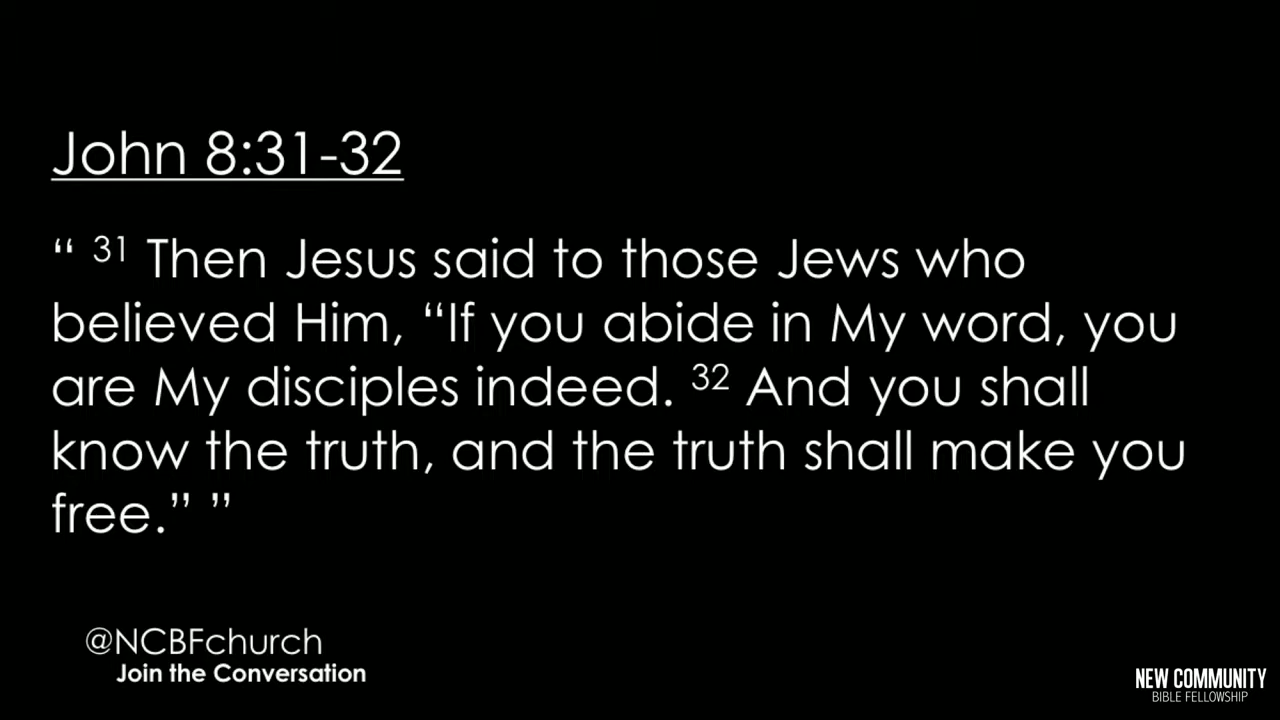 John 8:31-32
“ 31 Then Jesus said to those Jews who
believed Him, “If you abide in My word, you
are My disciples indeed. 32 And you shall
know the truth, and the truth shall make you
free.” ”
@NCBFchurch
Join the Conversation
NEW COMMUNITY
BIBLE FELLOWSHIP